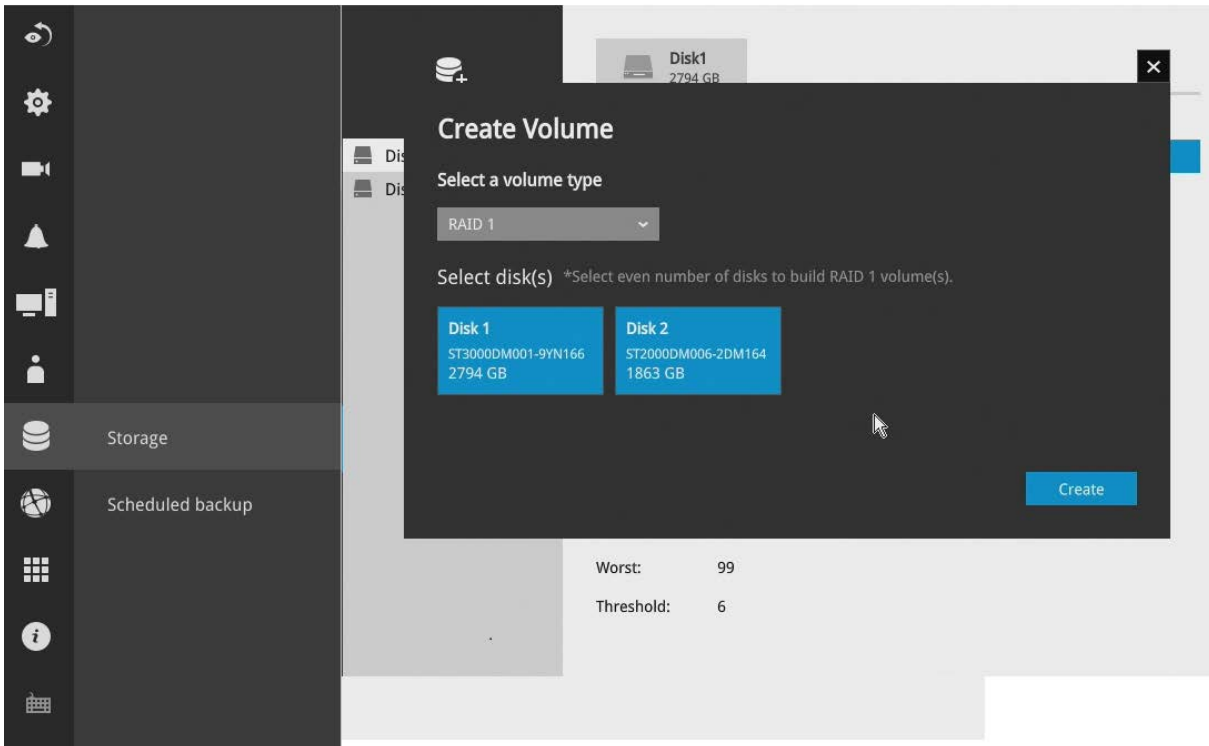 Disk1
2794 GB
Create Volume
Select a volume type
RAID 1
Select disk(s) *Select even number of disks to build RAID 1 volume(s).
Disk 1
ST3000DM001-9YN166
2794 GB
Disk 2
ST2000DM006-2DM164
1863 GB
Create
Dis
Dis
Storage
Scheduled backup
Worst: 99
Threshold: 6